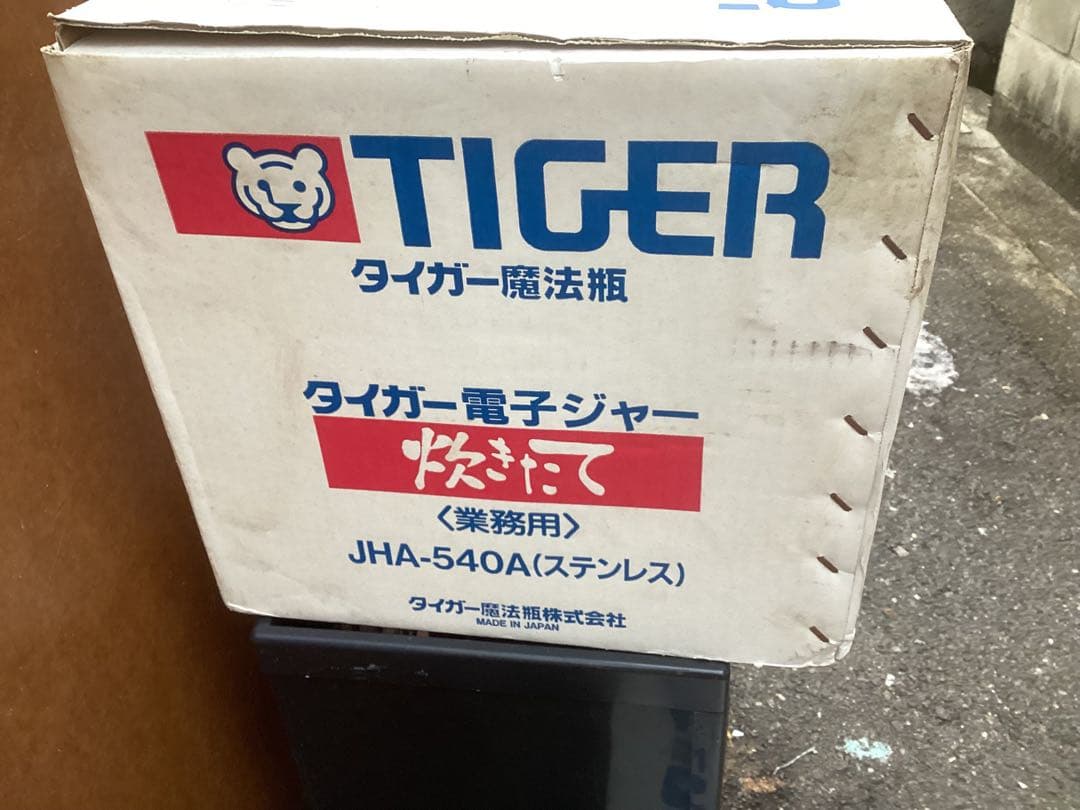 TIGER
タイガー魔法瓶
タイガー電子ジャー
炊きたて
〈業務用〉
JHA-540A(ステンレス)
タイガー魔法瓶株式会社
MADE IN JAPAN